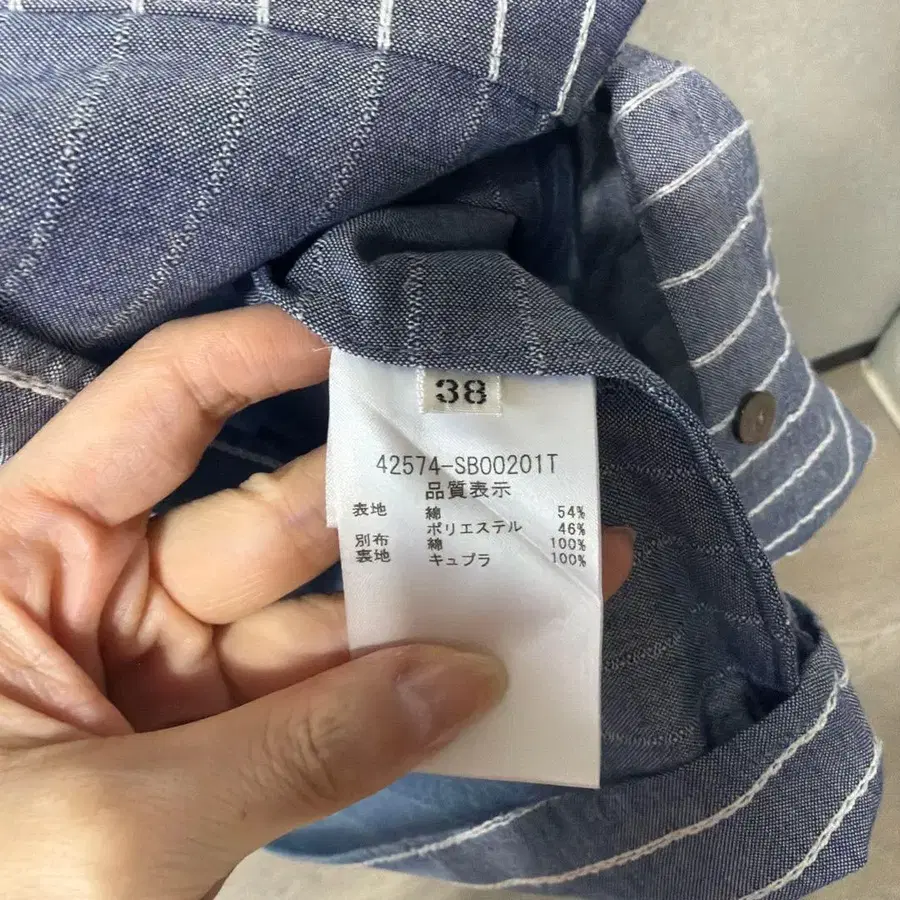 38
42574-SB00201T
品質表示
表地 綿 54%
ポリエステル 46%
別布 綿 100%
裏地 キュプラ 100%